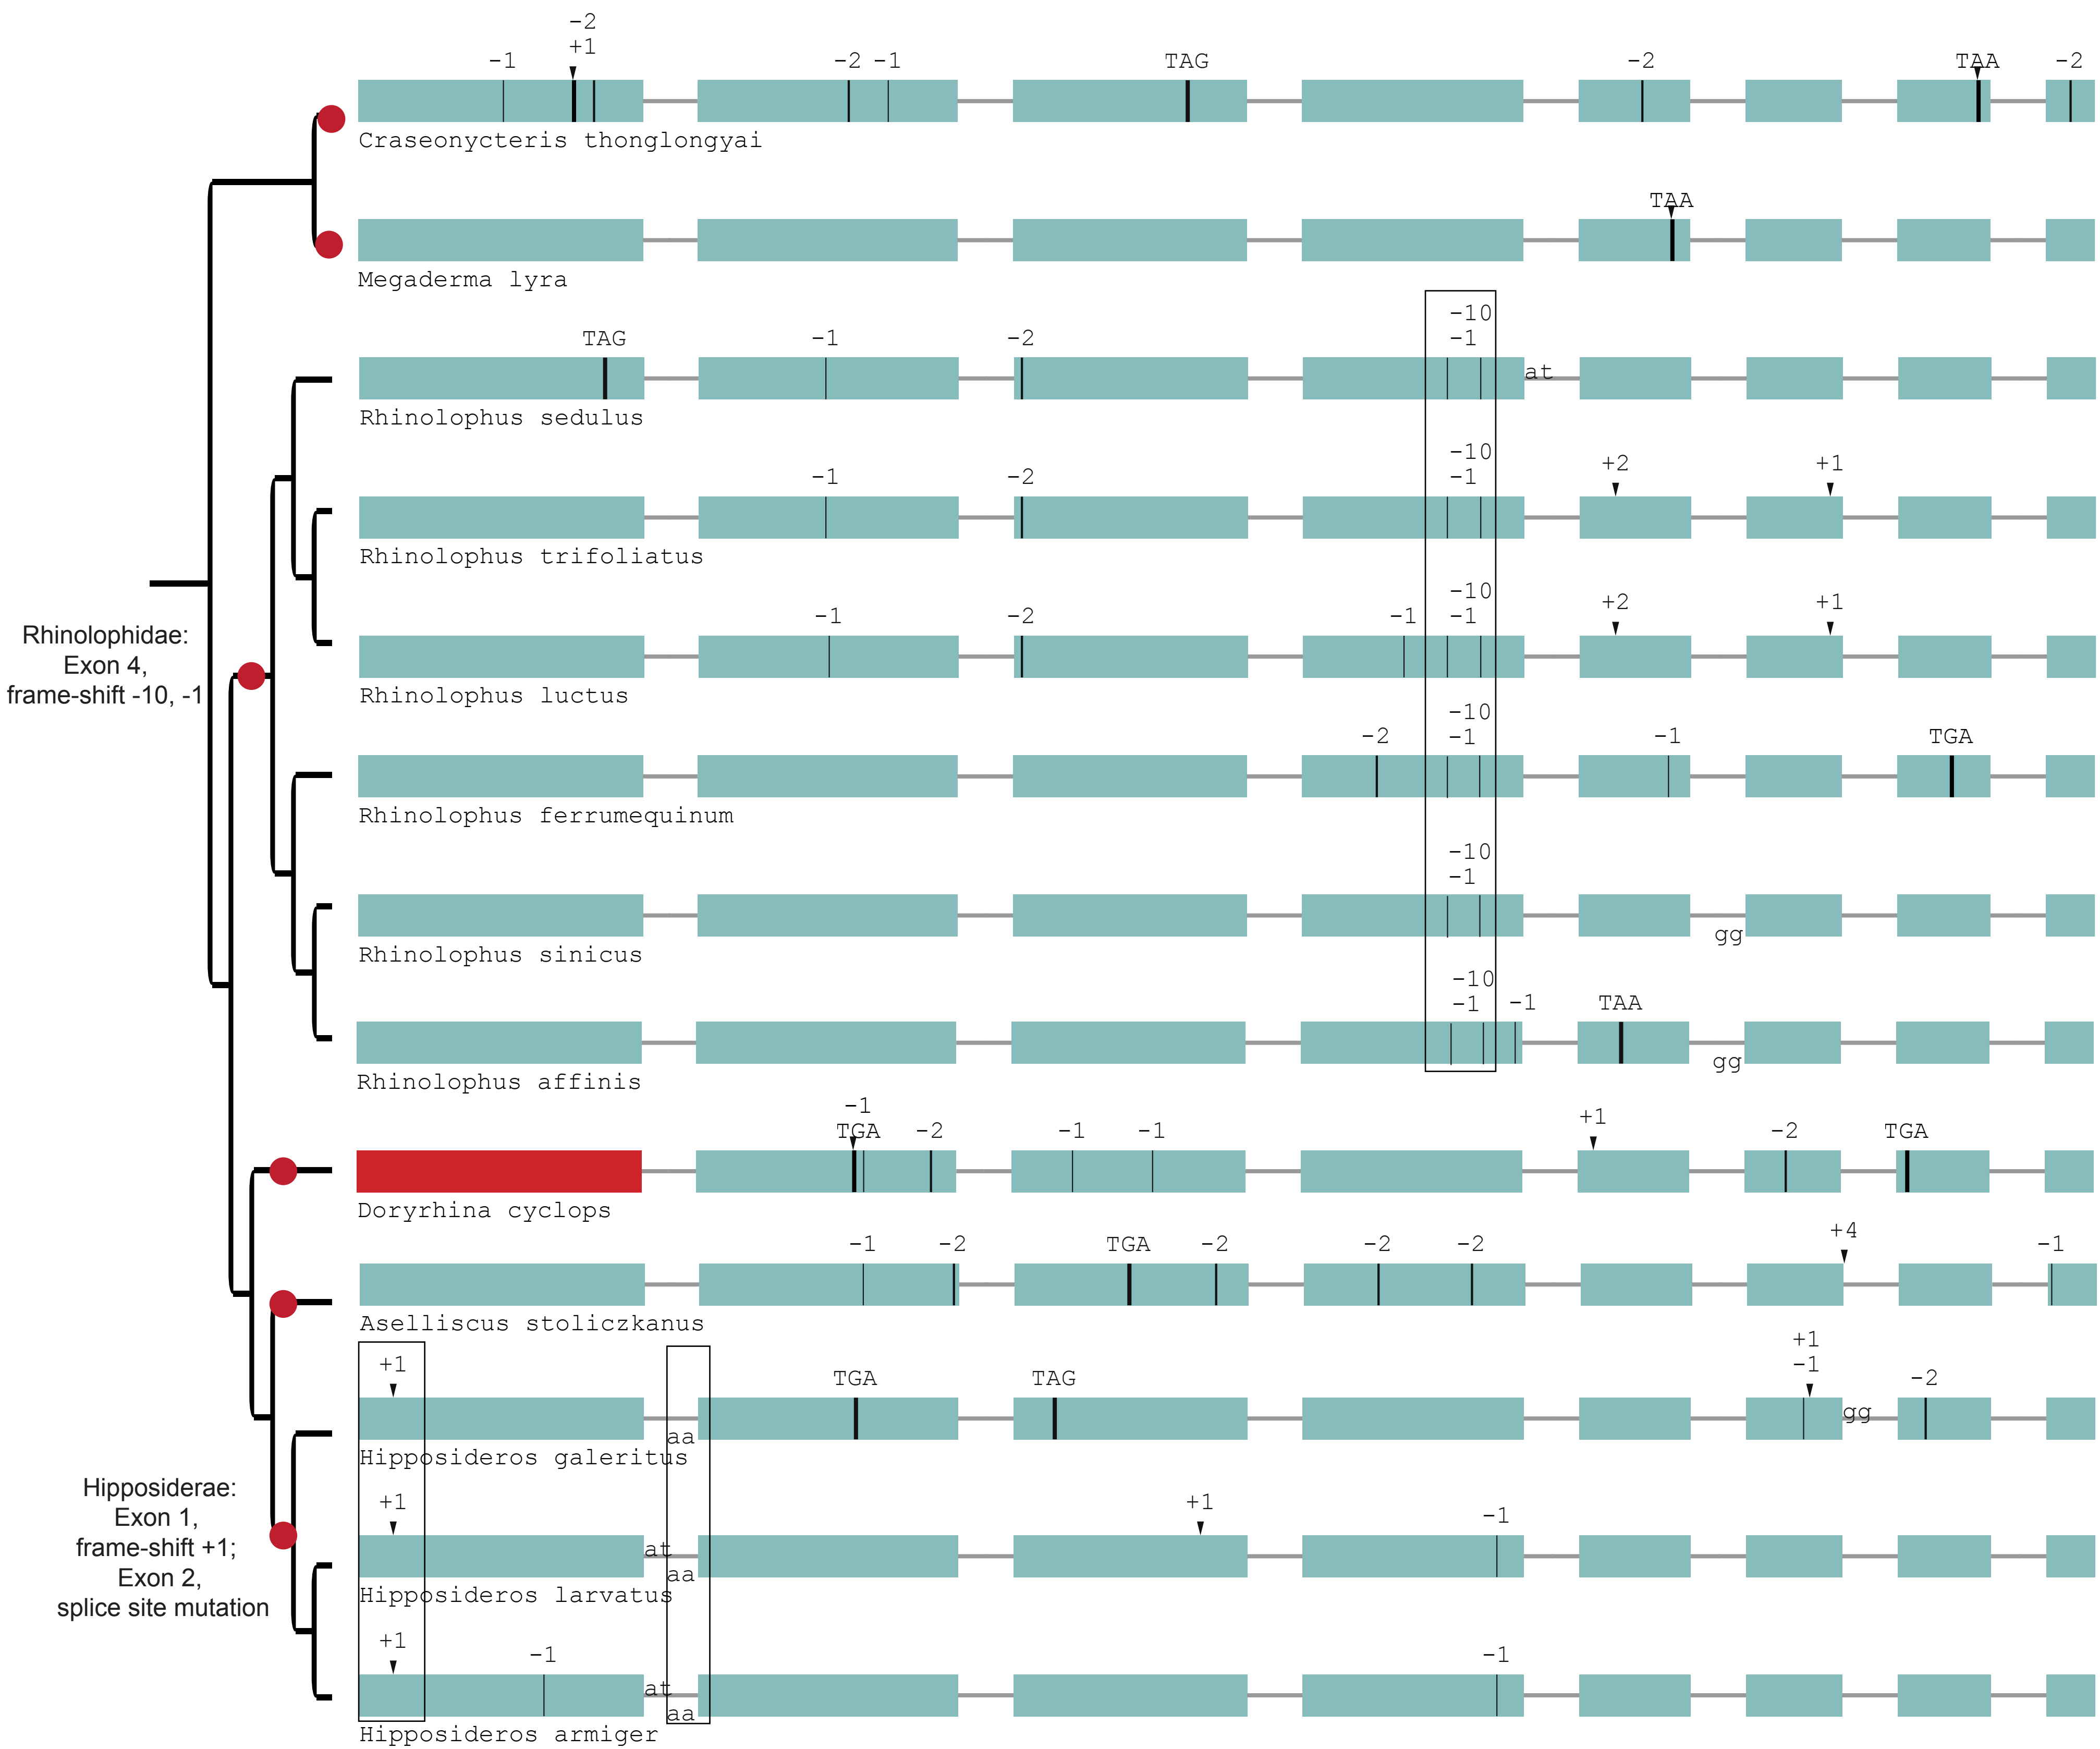 -2
-1 +1 -2 -1 TAG -2 TAA -2
Craseonycteris thonglongyai
TAA
Megaderma lyra
-10
TAG -1 -2 -1
at
Rhinolophus sedulus
-10
-1 -2 -1 +2 +1
Rhinolophus trifoliatus
-10
-1 -2 -1 -1 +2 +1
Rhinolophus luctus
Rhinolophidae:
Exon 4,
frame-shift -10, -1
-10
-2 -1 -1 TGA
Rhinolophus ferrumequinum
-10
-1
gg
Rhinolophus sinicus
-10
-1 -1 TAA
gg
Rhinolophus affinis
-1
TGA -2 -1 -1 +1 -2 TGA
Doryrhina cyclops
-1 -2 TGA -2 -2 -2 +4 -1
Aselliscus stoliczkanus
+1
+1 TGA TAG -1 -2
gg
aa
Hipposideros galeritus
+1 +1 -1
at
aa
Hipposideros larvatus
Hipposiderae:
Exon 1,
frame-shift +1;
Exon 2,
splice site mutation
+1 -1 -1
at
aa
Hipposideros armiger